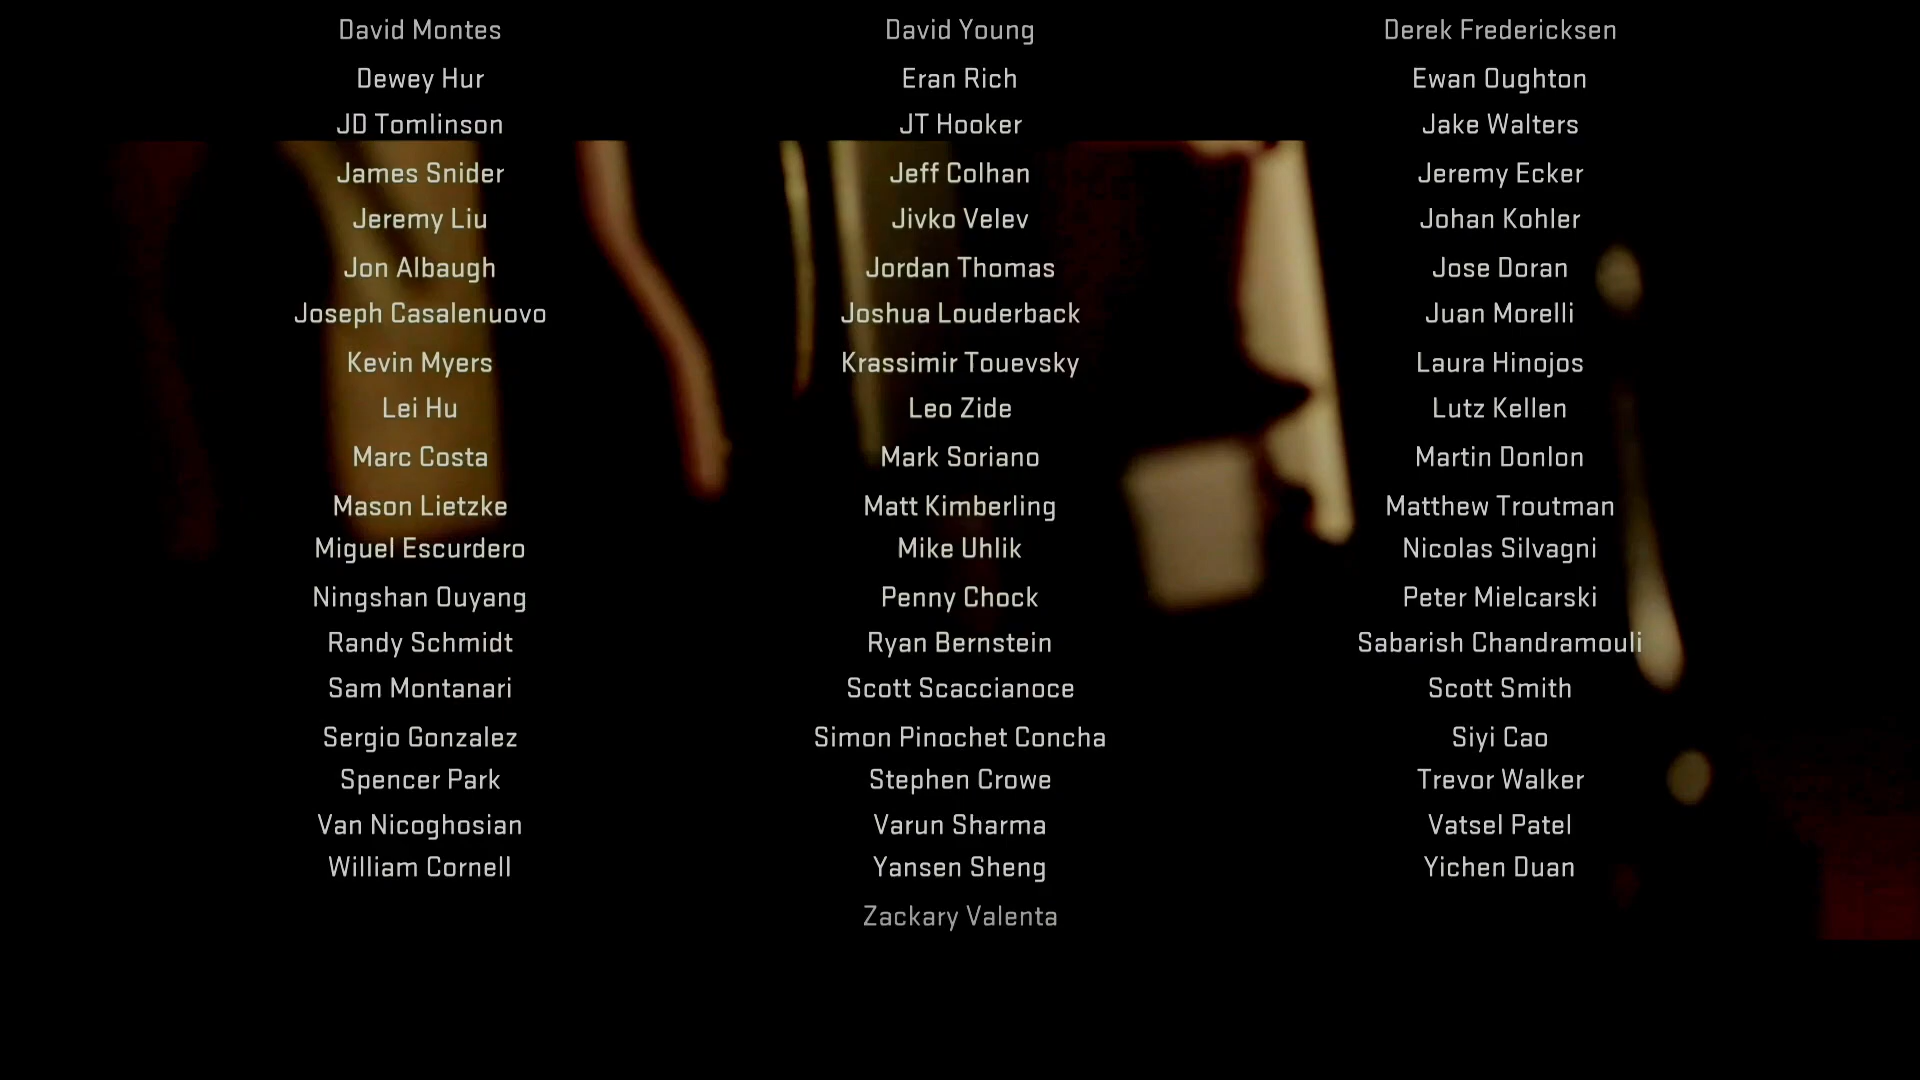 David Montes David Young Derek Fredericksen
Dewey Hur Eran Rich Ewan Oughton
JD Tomlinson JT Hooker Jake Walters
James Snider Jeff Colhan Jeremy Ecker
Jeremy Liu Jivko Velev Johan Kohler
Jon Albaugh Jordan Thomas Jose Doran
Joseph Casalenuovo Joshua Louderback Juan Morelli
Kevin Myers Krassimir Touevsky Laura Hinojos
Lei Hu Leo Zide Lutz Kellen
Marc Costa Mark Soriano Martin Donlon
Mason Lietzke Matt Kimberling Matthew Troutman
Miguel Escurdero Mike Uhlik Nicolas Silvagni
Ningshan Ouyang Penny Chock Peter Mielcarski
Randy Schmidt Ryan Bernstein Sabarish Chandramouli
Sam Montanari Scott Scaccianoce Scott Smith
Sergio Gonzalez Simon Pinochet Concha Siyi Cao
Spencer Park Stephen Crowe Trevor Walker
Van Nicoghosian Varun Sharma Vatsel Patel
William Cornell Yansen Sheng Yichen Duan
Zackary Valenta